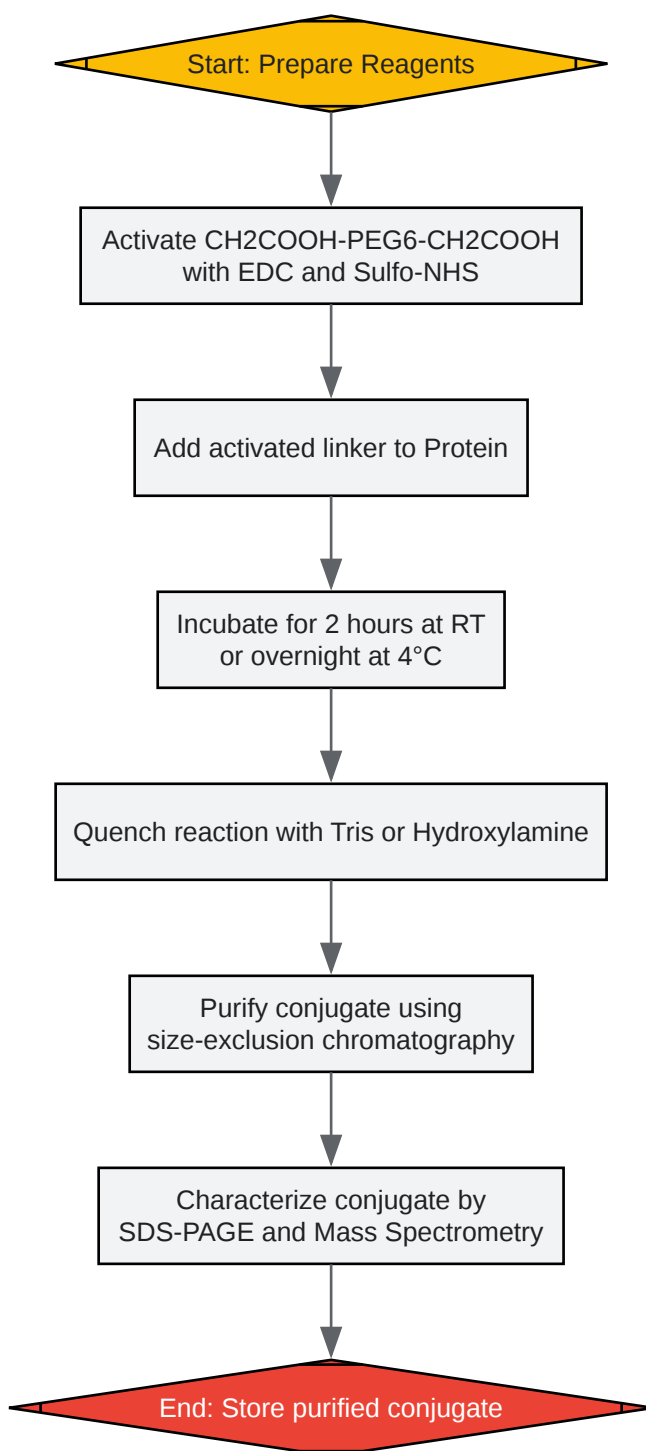 Start: Prepare Reagents
Activate CH2COOH-PEG6-CH2COOH
with EDC and Sulfo-NHS
Add activated linker to Protein
Incubate for 2 hours at RT
or overnight at 4°C
Quench reaction with Tris or Hydroxylamine
Purify conjugate using
size-exclusion chromatography
Characterize conjugate by
SDS-PAGE and Mass Spectrometry
End: Store purified conjugate